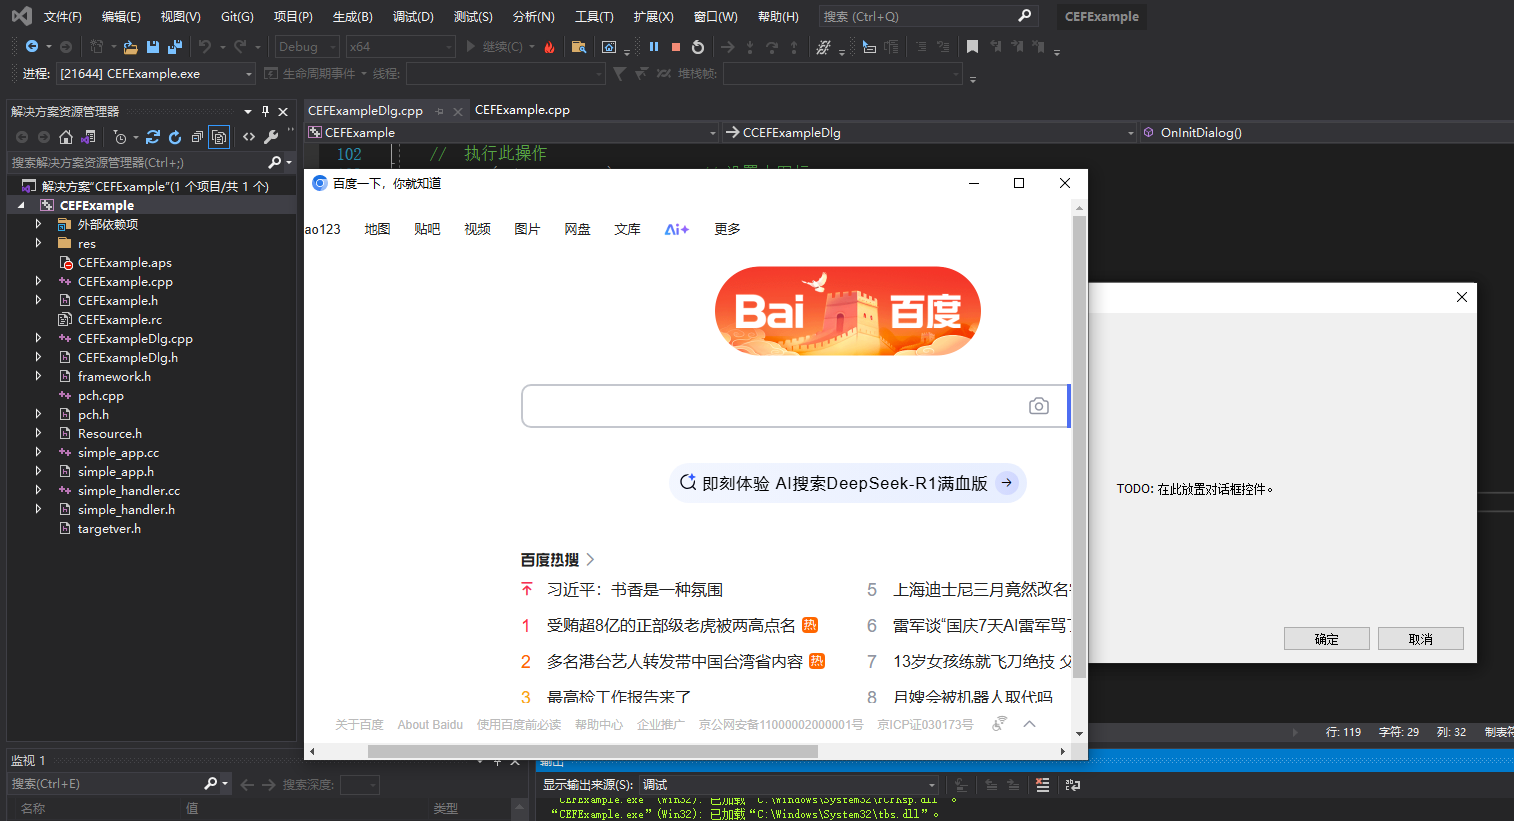 文件(F) 编辑(E) 视图(V) Git(G) 项目(P) 生成(B) 调试(D) 测试(S) 分析(N) 工具(T) 扩展(X) 窗口(W) 帮助(H) 搜索 (Ctrl+Q) CEFExample
Debug x64 继续(C)
进程: [21644] CEFExample.exe 生命周期事件 线程: 堆栈帧:
解决方案资源管理器
搜索解决方案资源管理器(Ctrl+;)
解决方案"CEFExample"(1 个项目/共 1 个)
CEFExample
外部依赖项
res
CEFExample.aps
CEFExample.cpp
CEFExample.h
CEFExample.rc
CEFExampleDlg.cpp
CEFExampleDlg.h
framework.h
pch.cpp
pch.h
Resource.h
simple_app.cc
simple_app.h
simple_handler.cc
simple_handler.h
targetver.h
CEFExampleDlg.cpp CEFExample.cpp
CEFExample CCEFExampleDlg OnInitDialog()
102 // 执行此操作
百度一下，你就知道
ao123 地图 贴吧 视频 图片 网盘 文库 Ai+ 更多
Bai 百度
即刻体验 AI搜索DeepSeek-R1满血版
百度热搜
习近平：书香是一种氛围
1 受贿超8亿的正部级老虎被两高点名 热
2 多名港台艺人转发带中国台湾省内容 热
3 最高检工作报告来了
5 上海迪士尼三月竟然改名
6 雷军谈“国庆7天AI雷军骂
7 13岁女孩练就飞刀绝技 父
8 月嫂会被机器人取代吗
关于百度 About Baidu 使用百度前必读 帮助中心 企业推广 京公网安备11000002000001号 京ICP证030173号
TODO: 在此放置对话框控件。
确定 取消
行: 119 字符: 29 列: 32 制表符
监视 1
搜索(Ctrl+E) 搜索深度:
名称 值 类型
输出
显示输出来源(S): 调试
“CEFExample.exe”(Win32): 已加载“C:\Windows\System32\rcrksp.dll”。
“CEFExample.exe”(Win32): 已加载“C:\Windows\System32\tbs.dll”。